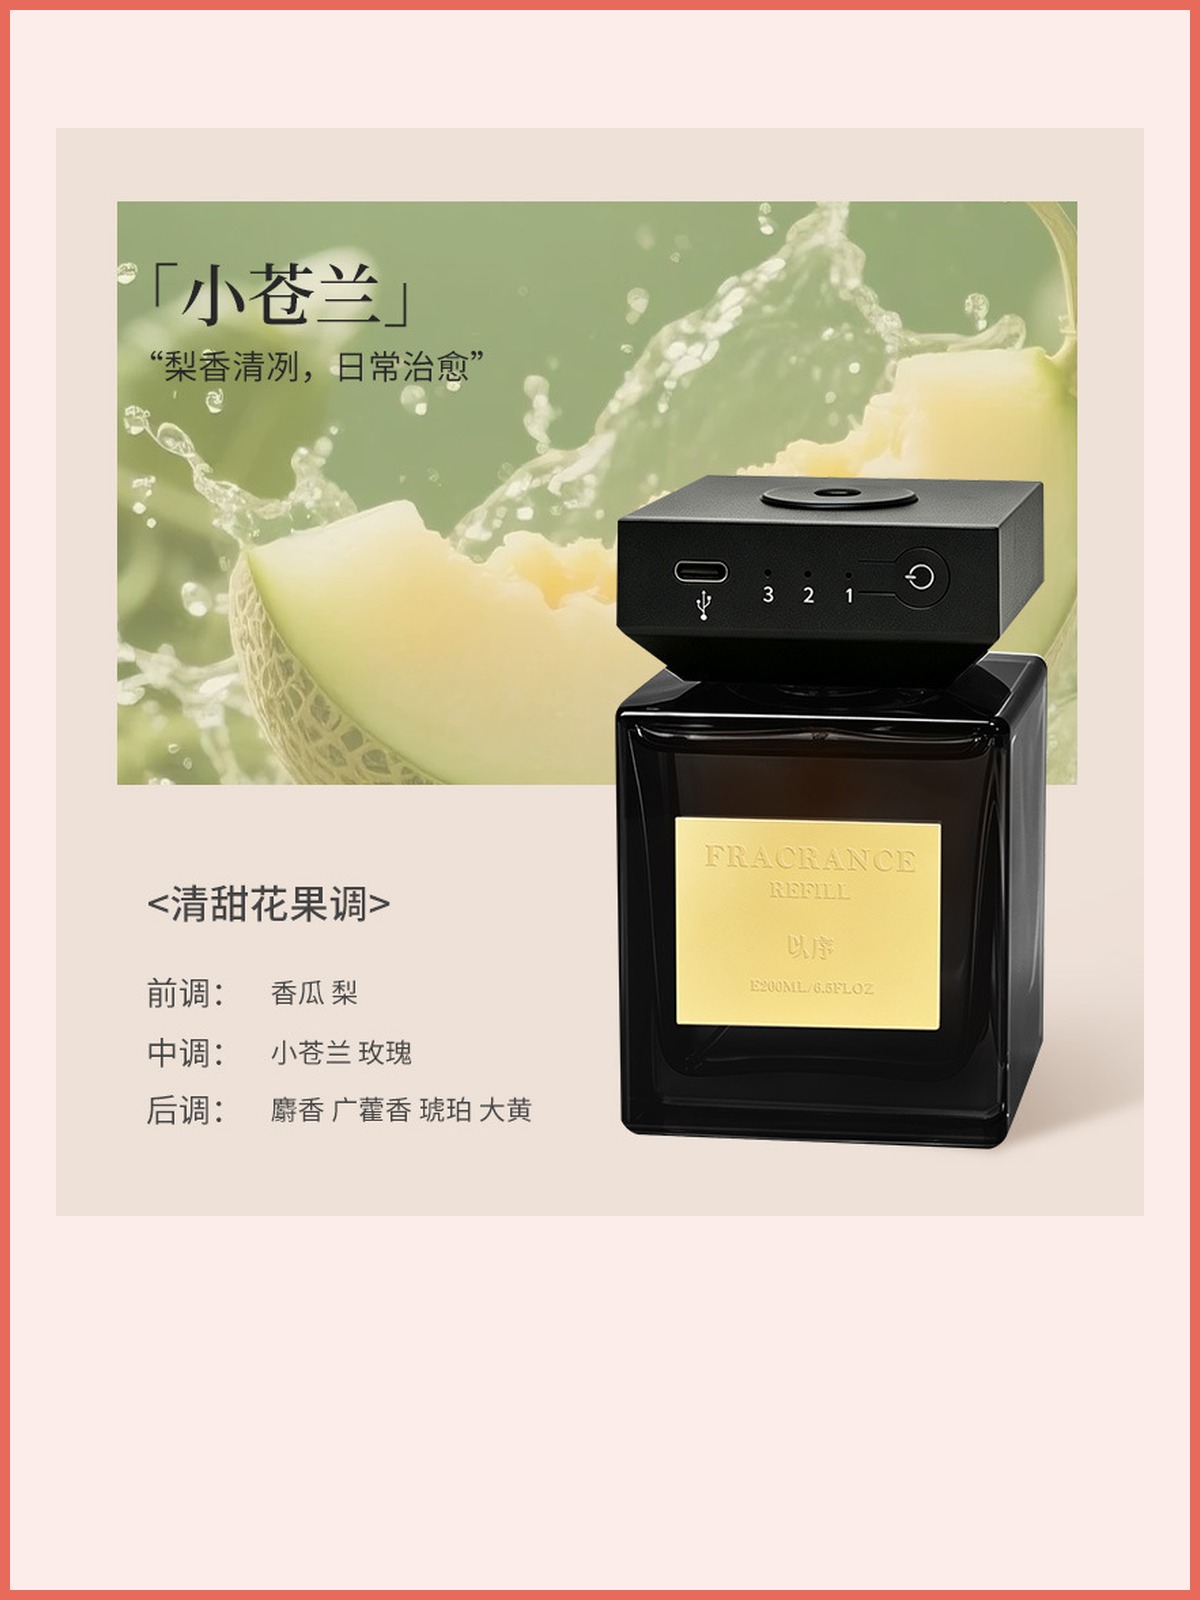 「小苍兰」
“梨香清冽，日常治愈”
3 2 1
FRAGRANCE
REFILL
以序
E200ML/6.5FLOZ
<清甜花果调>
前调： 香瓜 梨
中调： 小苍兰 玫瑰
后调： 麝香 广藿香 琥珀 大黄